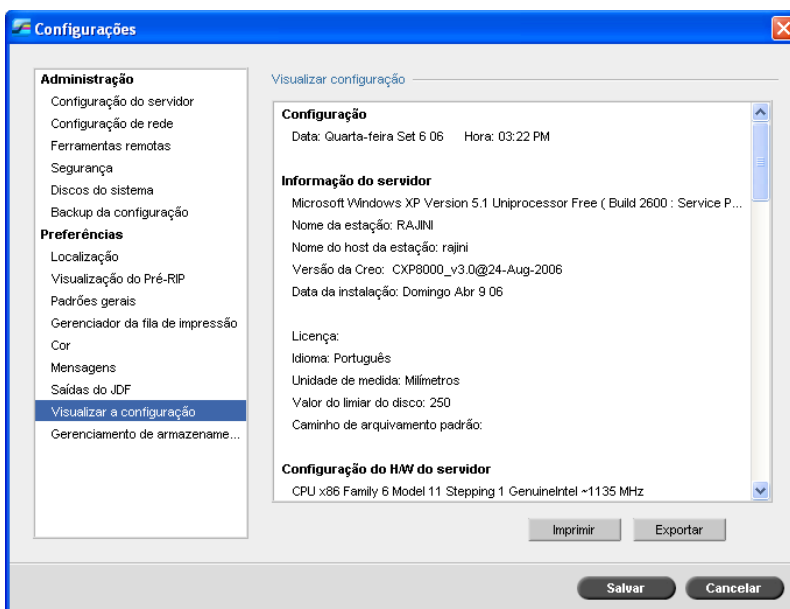 Configurações
Administração
Configuração do servidor
Configuração de rede
Ferramentas remotas
Segurança
Discos do sistema
Backup da configuração
Preferências
Localização
Visualização do Pré-RIP
Padrões gerais
Gerenciador da fila de impressão
Cor
Mensagens
Saídas do JDF
Visualizar a configuração
Gerenciamento de armazename...
Visualizar configuração
Configuração
Data: Quarta-feira Set 6 06 Hora: 03:22 PM
Informação do servidor
Microsoft Windows XP Version 5.1 Uniprocessor Free ( Build 2600 : Service P...
Nome da estação: RAJINI
Nome do host da estação: rajini
Versão da Creo: CXP8000_v3.0@24-Aug-2006
Data da instalação: Domingo Abr 9 06
Licença:
Idioma: Português
Unidade de medida: Milímetros
Valor do limiar do disco: 250
Caminho de arquivamento padrão:
Configuração do H/W do servidor
CPU x86 Family 6 Model 11 Stepping 1 GenuineIntel ~1135 MHz
Imprimir
Exportar
Salvar
Cancelar